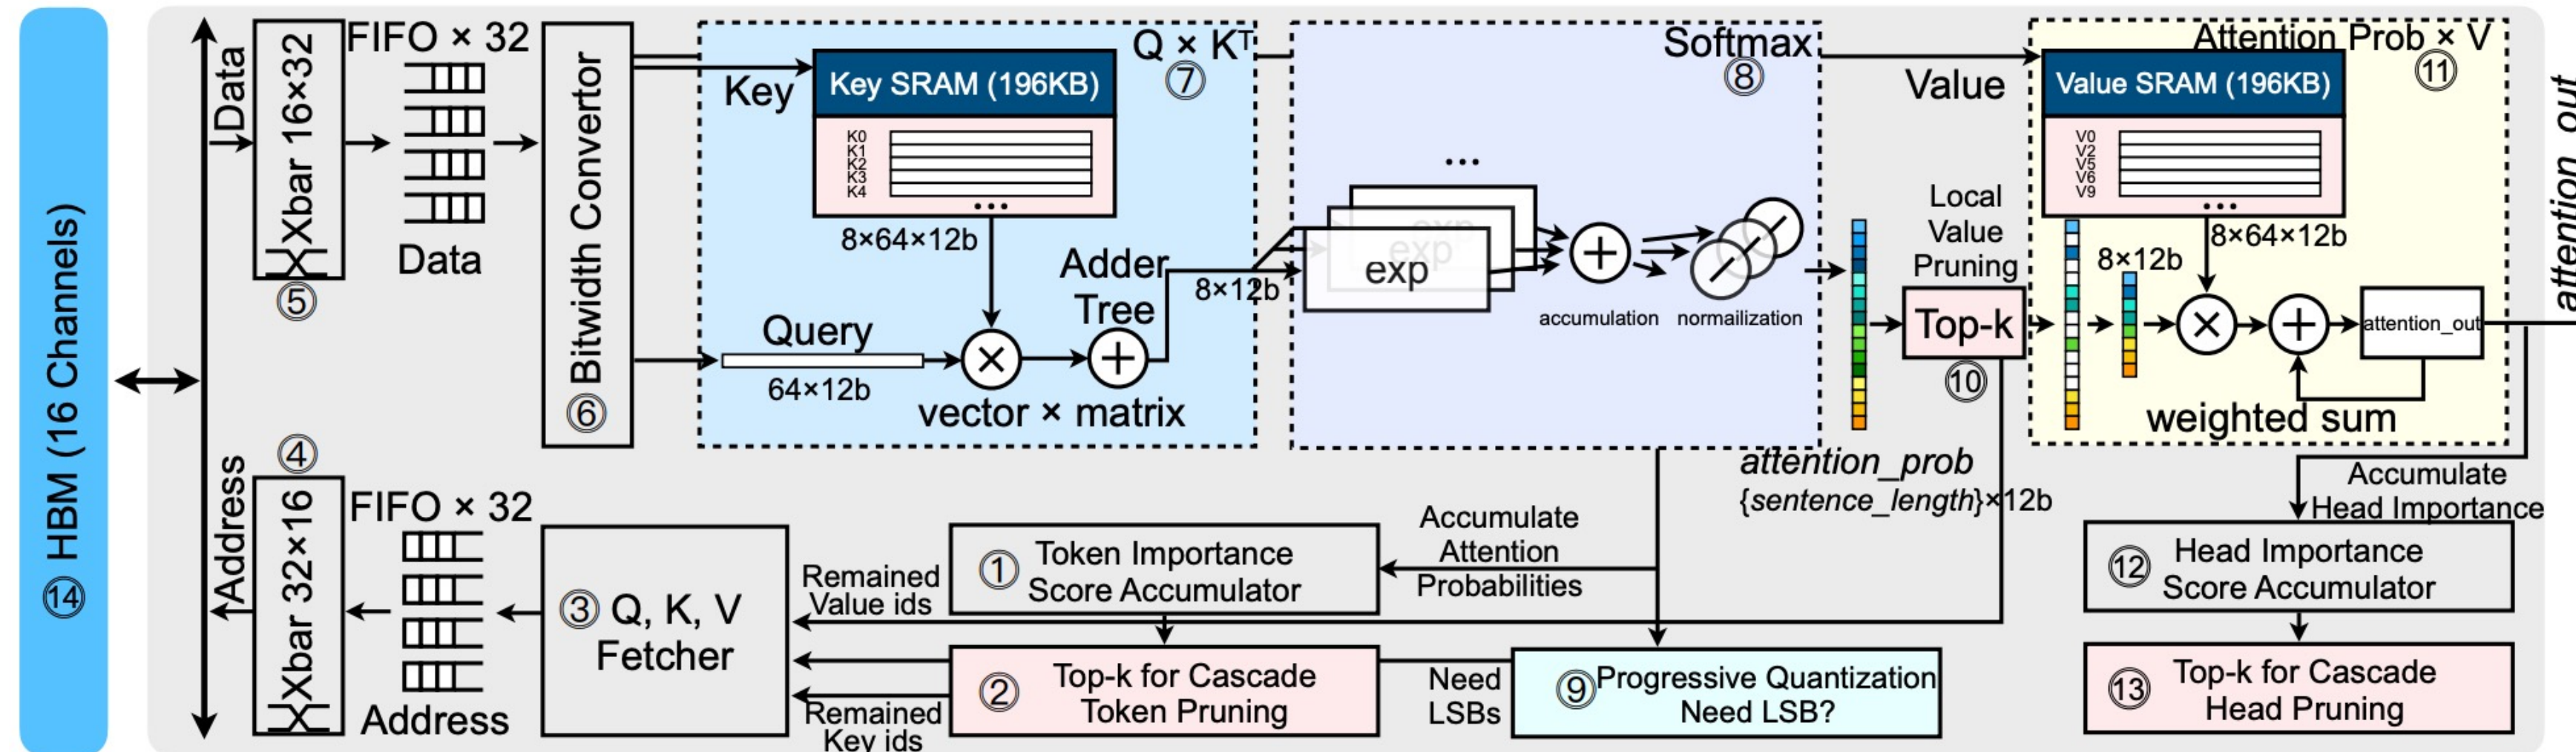 ⑭ HBM (16 Channels)
Data
Address
Xbar 16×32
⑤
FIFO × 32
Data
Bitwidth Convertor
⑥
Key
Key SRAM (196KB)
K0
K1
K2
K3
K4
...
Q × Kᵀ
⑦
8×64×12b
Query
64×12b
Adder
Tree
vector × matrix
8×12b
Softmax
⑧
...
exp
exp
exp
accumulation
normailization
Value
Local
Value
Pruning
Top-k
⑩
attention_prob
{sentence_length}×12b
Attention Prob × V
⑪
Value SRAM (196KB)
V0
V2
V5
V6
V9
...
8×64×12b
8×12b
attention_out
weighted sum
attention_out
④
Xbar 32×16
FIFO × 32
Address
③ Q, K, V
Fetcher
Remained
Value ids
Remained
Key ids
① Token Importance
Score Accumulator
② Top-k for Cascade
Token Pruning
Accumulate
Attention
Probabilities
Need
LSBs
⑨ Progressive Quantization
Need LSB?
Accumulate
Head Importance
⑫ Head Importance
Score Accumulator
⑬ Top-k for Cascade
Head Pruning